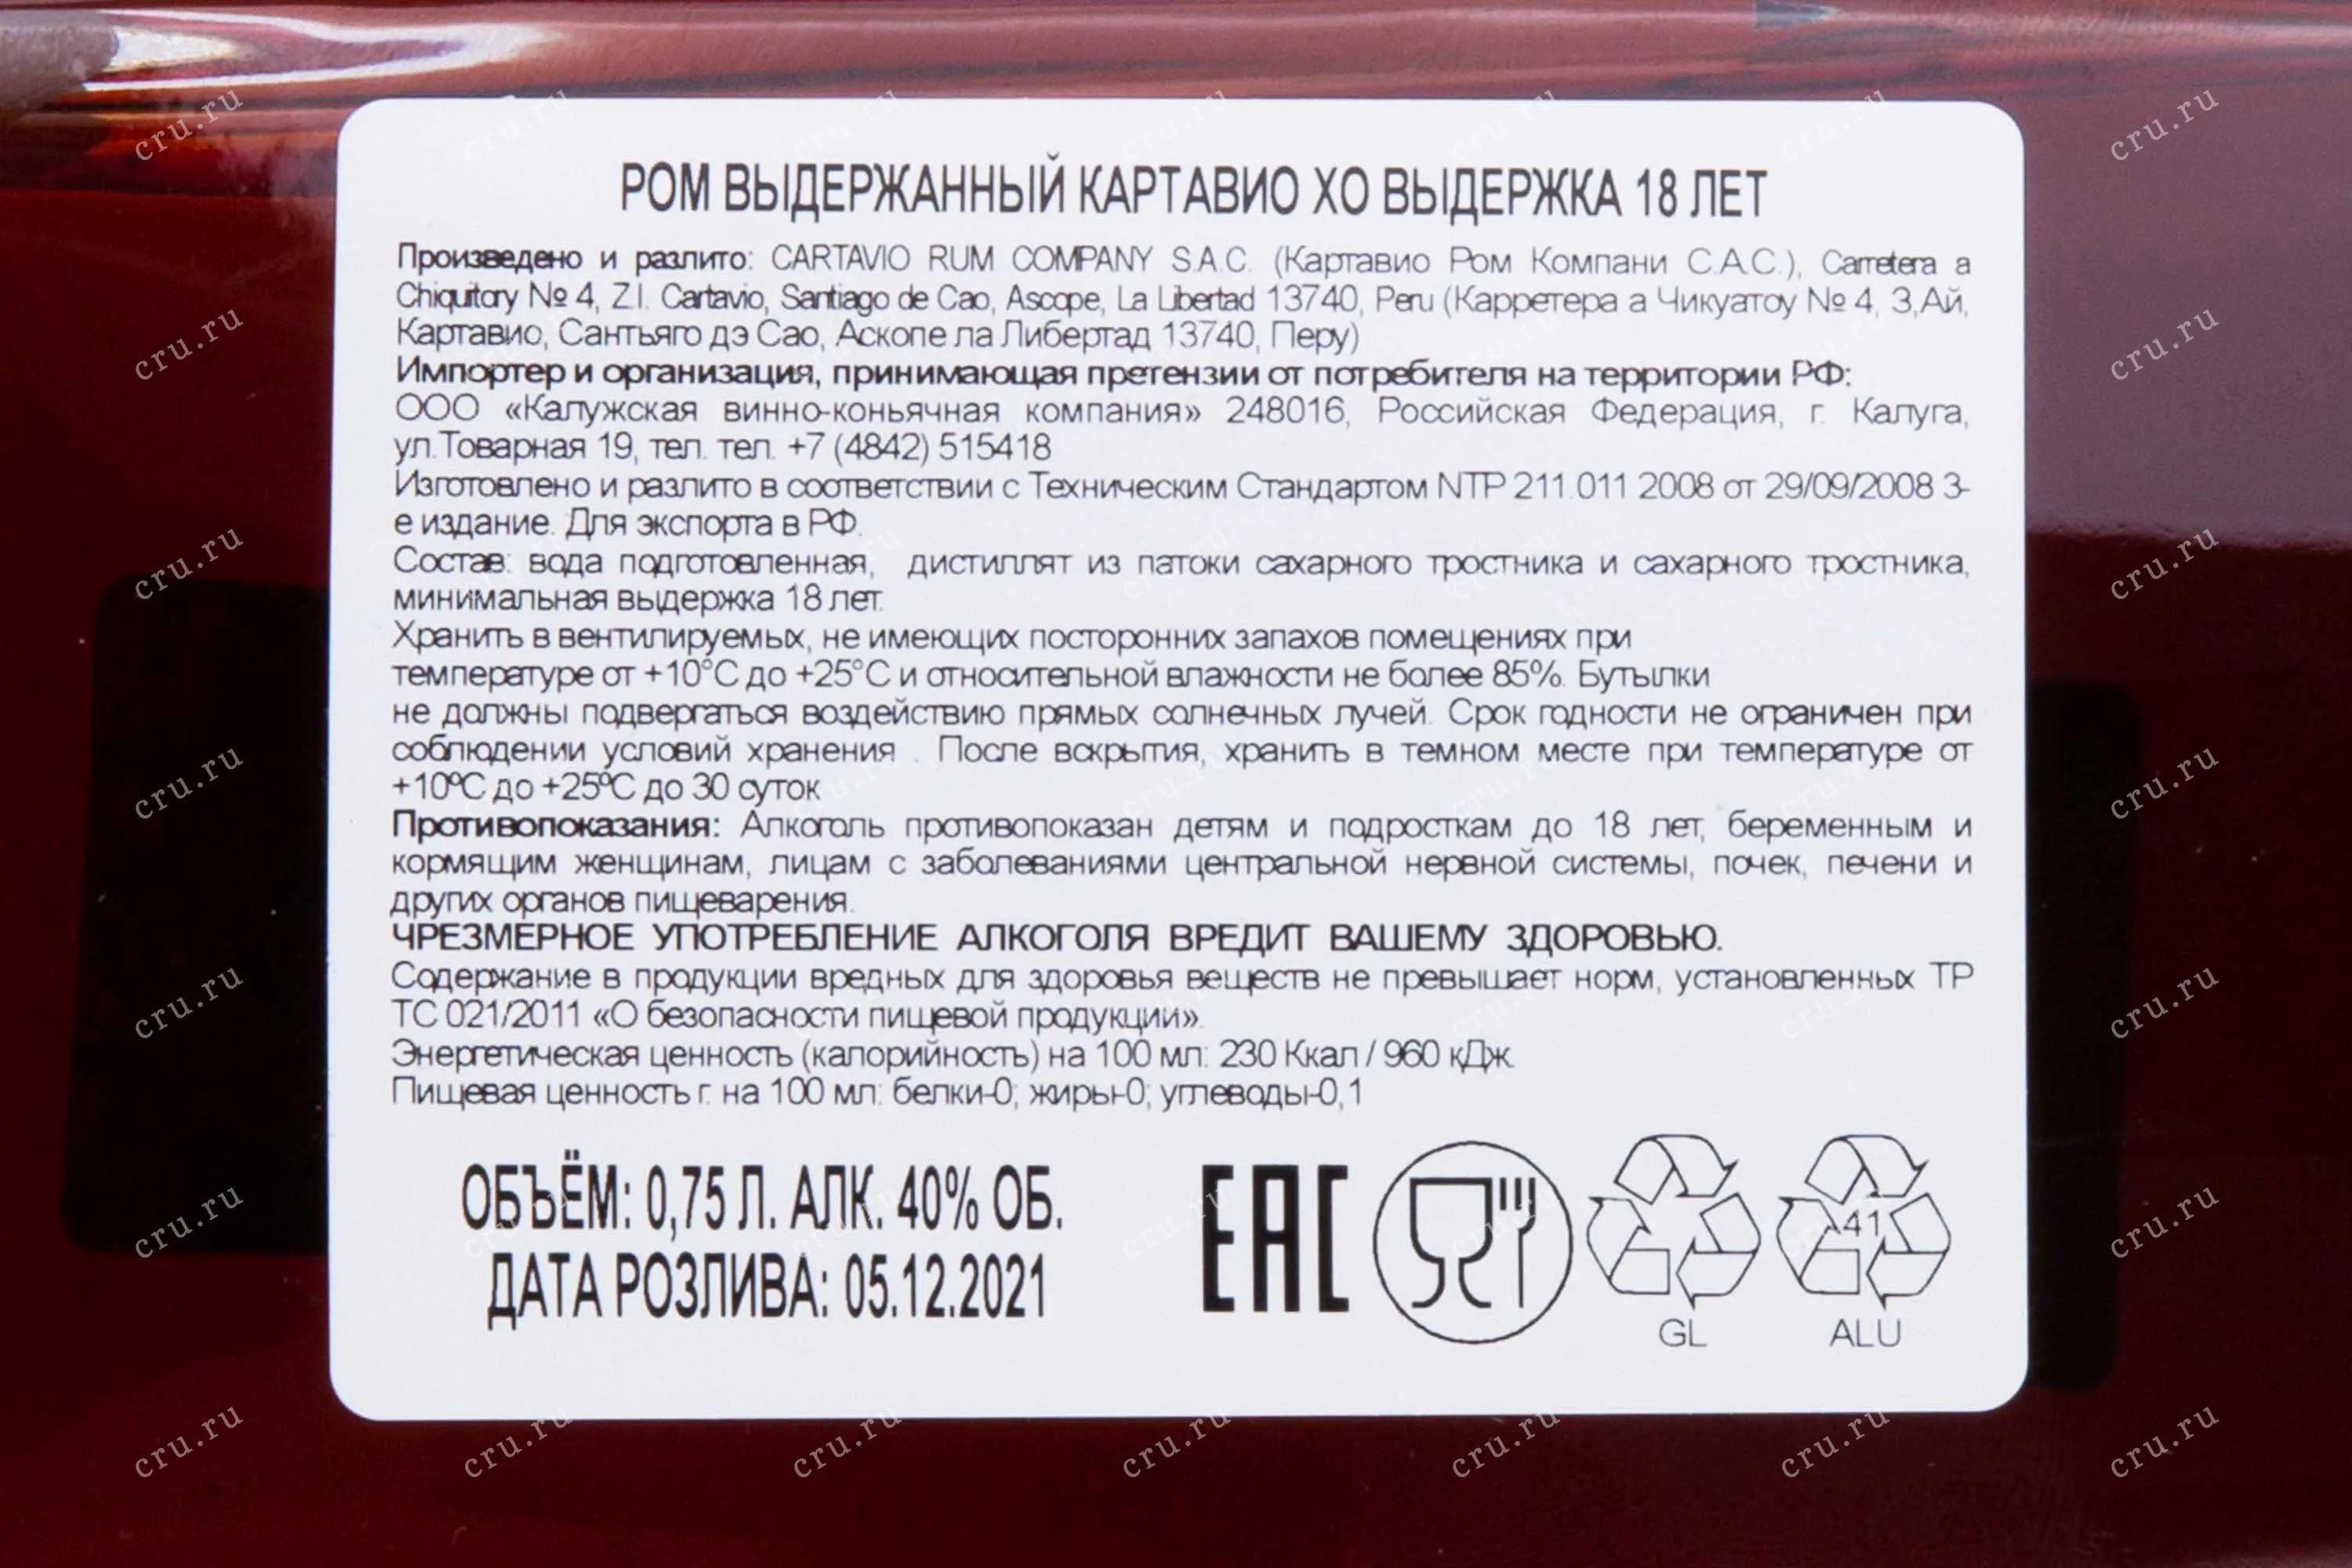 РОМ ВЫДЕРЖАННЫЙ КАРТАВИО ХО ВЫДЕРЖКА 18 ЛЕТ
Произведено и разлито: CARTAVIO RUM COMPANY S.A.C. (Картавио Ром Компани С.А.С.), Carretera a
Chiquitoy № 4, Z.I. Cartavio, Santiago de Cao, Ascope, La Libertad 13740, Peru (Карретера а Чикуатоу № 4, З,Ай,
Картавио, Сантьяго дэ Сао, Аскопе ла Либертад 13740, Перу)
Импортер и организация, принимающая претензии от потребителя на территории РФ:
ООО «Калужская винно-коньячная компания» 248016, Российская Федерация, г. Калуга,
ул.Товарная 19, тел. тел. +7 (4842) 515418
Изготовлено и разлито в соответствии с Техническим Стандартом NTP 211.011 2008 от 29/09/2008 3-
е издание. Для экспорта в РФ.
Состав: вода подготовленная, дистиллят из патоки сахарного тростника и сахарного тростника,
минимальная выдержка 18 лет.
Хранить в вентилируемых, не имеющих посторонних запахов помещениях при
температуре от +10°С до +25°С и относительной влажности не более 85%. Бутылки
не должны подвергаться воздействию прямых солнечных лучей. Срок годности не ограничен при
соблюдении условий хранения . После вскрытия, хранить в темном месте при температуре от
+10ºС до +25ºС до 30 суток
Противопоказания: Алкоголь противопоказан детям и подросткам до 18 лет, беременным и
кормящим женщинам, лицам с заболеваниями центральной нервной системы, почек, печени и
других органов пищеварения.
ЧРЕЗМЕРНОЕ УПОТРЕБЛЕНИЕ АЛКОГОЛЯ ВРЕДИТ ВАШЕМУ ЗДОРОВЬЮ.
Содержание в продукции вредных для здоровья веществ не превышает норм, установленных ТР
ТС 021/2011 «О безопасности пищевой продукции».
Энергетическая ценность (калорийность) на 100 мл: 230 Ккал / 960 кДж.
Пищевая ценность г. на 100 мл: белки-0; жиры-0; углеводы-0,1
ОБЪЁМ: 0,75 Л. АЛК. 40% ОБ.
ДАТА РОЗЛИВА: 05.12.2021
ЕАС
GL
41
ALU
cru.ru